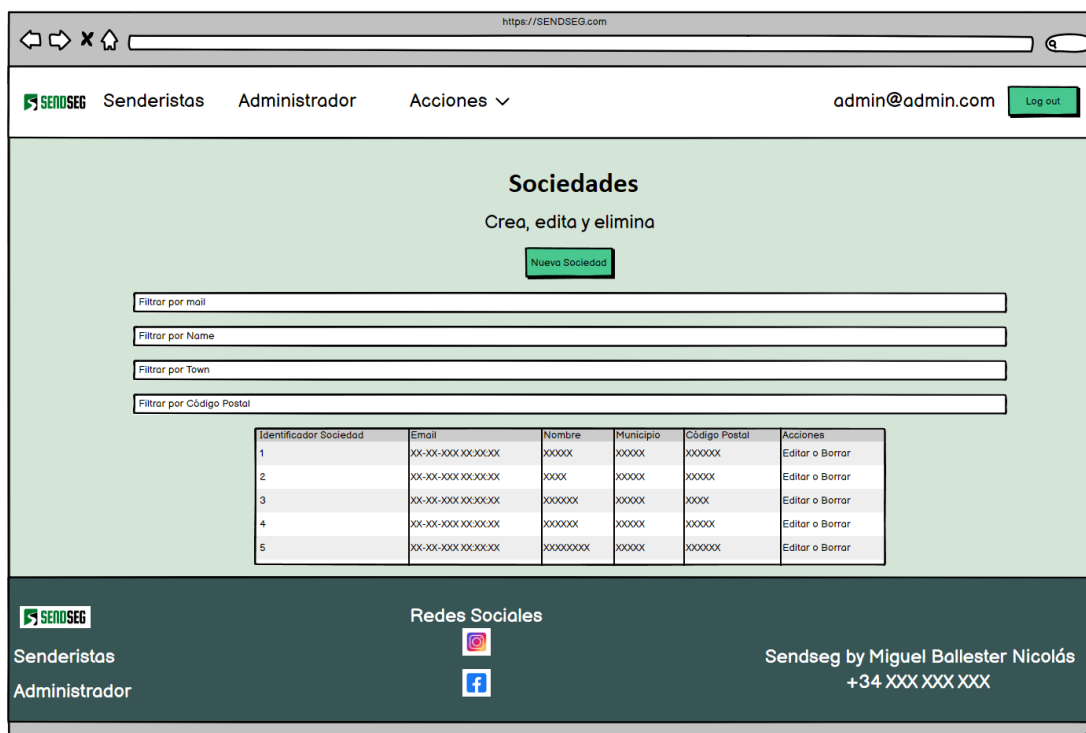 https://SENDSEG.com
SENDSEG Senderistas Administrador Acciones admin@admin.com Log out
Sociedades
Crea, edita y elimina
Nueva Sociedad
Filtrar por mail
Filtrar por Name
Filtrar por Town
Filtrar por Código Postal
Identificador Sociedad Email Nombre Municipio Código Postal Acciones
1 XX-XX-XXX XX:XX:XX XXXXX XXXXX XXXXXX Editar o Borrar
2 XX-XX-XXX XX:XX:XX XXXX XXXXX XXXXX Editar o Borrar
3 XX-XX-XXX XX:XX:XX XXXXXX XXXXX XXXX Editar o Borrar
4 XX-XX-XXX XX:XX:XX XXXXXX XXXXX XXXXX Editar o Borrar
5 XX-XX-XXX XX:XX:XX XXXXXXXX XXXXX XXXXXX Editar o Borrar
SENDSEG
Senderistas
Administrador
Redes Sociales
Sendseg by Miguel Ballester Nicolás
+34 XXX XXX XXX